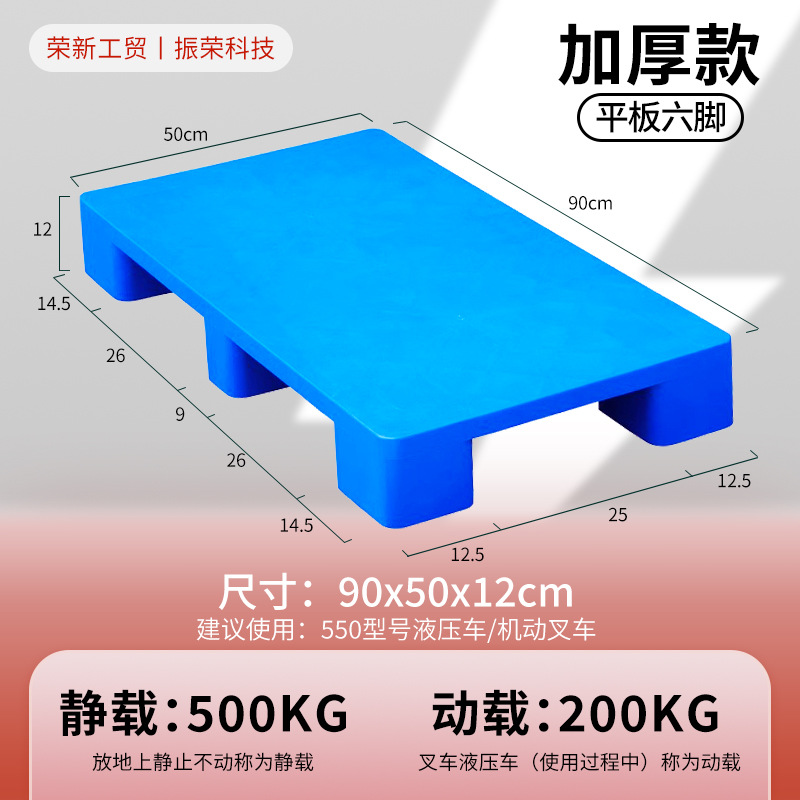 荣新工贸丨振荣科技
加厚款
平板六脚
50cm
90cm
12
14.5
26
9
26
14.5
12.5
25
12.5
尺寸：90x50x12cm
建议使用：550型号液压车/机动叉车
静载：500KG
放地上静止不动称为静载
动载：200KG
叉车液压车（使用过程中）称为动载